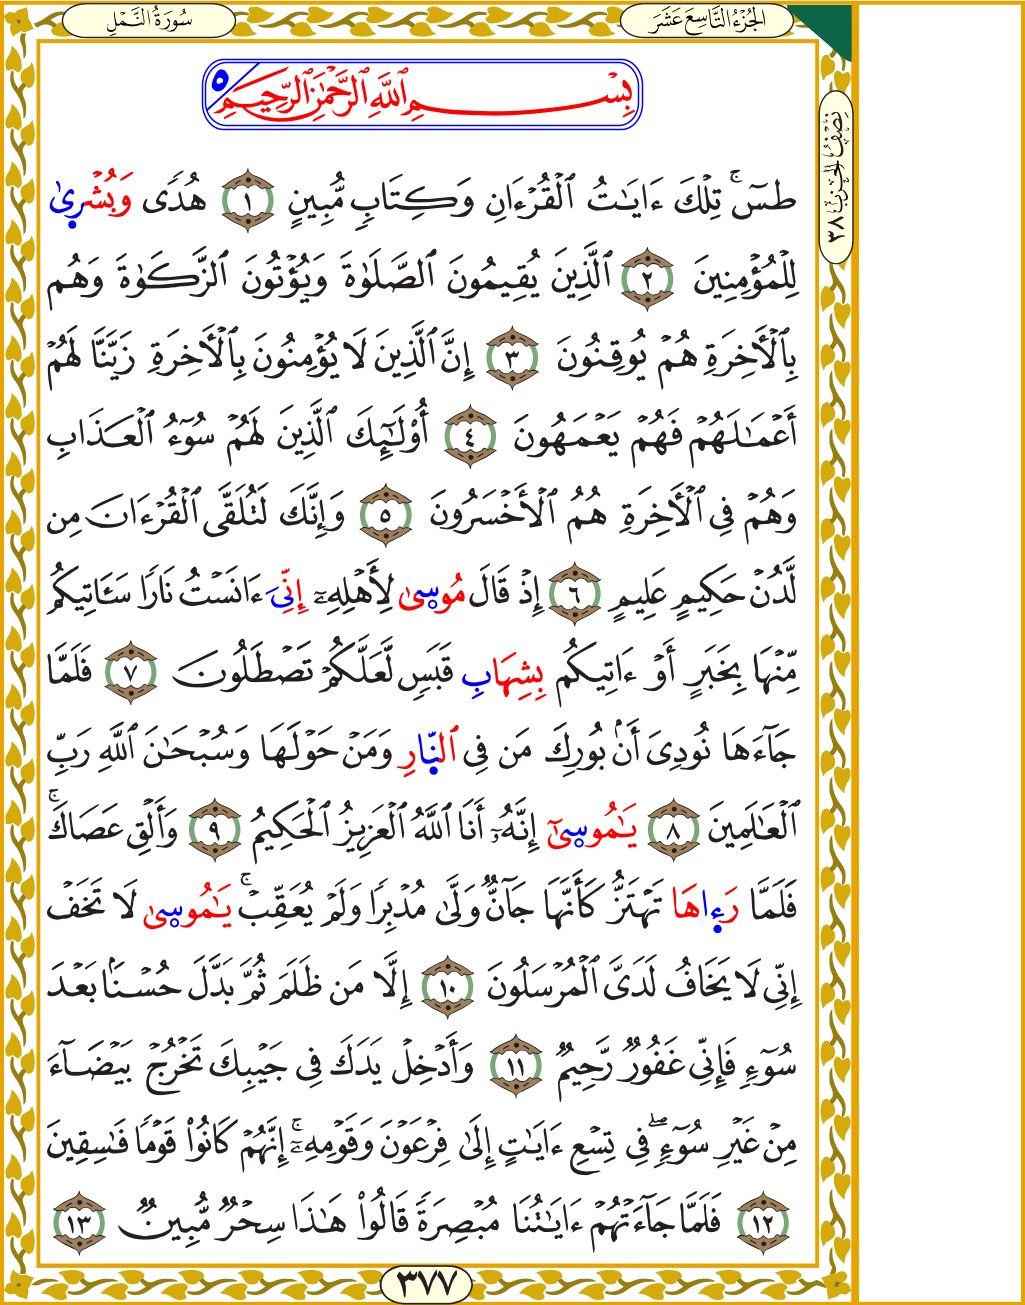 سُورَةُ النَّمْلِ
الجُزْءُ التَّاسِعَ عَشَرَ
نِصْفُ الحِزْبِ ٣٨
بِسْمِ ٱللَّهِ ٱلرَّحْمَٰنِ ٱلرَّحِيمِ ٥
طسٓۚ تِلْكَ ءَايَٰتُ ٱلْقُرْءَانِ وَكِتَابٍ مُّبِينٍ ١ هُدًى وَبُشْرِىٰ
لِلْمُؤْمِنِينَ ٢ ٱلَّذِينَ يُقِيمُونَ ٱلصَّلَوٰةَ وَيُؤْتُونَ ٱلزَّكَوٰةَ وَهُم
بِٱلْأَخِرَةِ هُمْ يُوقِنُونَ ٣ إِنَّ ٱلَّذِينَ لَا يُؤْمِنُونَ بِٱلْأَخِرَةِ زَيَّنَّا لَهُمْ
أَعْمَٰلَهُمْ فَهُمْ يَعْمَهُونَ ٤ أُوْلَٰٓئِكَ ٱلَّذِينَ لَهُمْ سُوٓءُ ٱلْعَذَابِ
وَهُمْ فِى ٱلْأَخِرَةِ هُمُ ٱلْأَخْسَرُونَ ٥ وَإِنَّكَ لَتُلَقَّى ٱلْقُرْءَانَ مِن
لَّدُنْ حَكِيمٍ عَلِيمٍ ٦ إِذْ قَالَ مُوسِىٰ لِأَهْلِهِۦٓ إِنِّىَ ءَانَسْتُ نَارًا سَـَٔاتِيكُم
مِّنْهَا بِخَبَرٍ أَوْ ءَاتِيكُم بِشِهَابِ قَبَسٍ لَّعَلَّكُمْ تَصْطَلُونَ ٧ فَلَمَّا
جَآءَهَا نُودِىَ أَنۢ بُورِكَ مَن فِى ٱلنِّارِ وَمَنْ حَوْلَهَا وَسُبْحَٰنَ ٱللَّهِ رَبِّ
ٱلْعَٰلَمِينَ ٨ يَٰمُوسِىٰٓ إِنَّهُۥٓ أَنَا ٱللَّهُ ٱلْعَزِيزُ ٱلْحَكِيمُ ٩ وَأَلْقِ عَصَاكَۚ
فَلَمَّا رَءِاهَا تَهْتَزُّ كَأَنَّهَا جَآنٌّ وَلَّىٰ مُدْبِرًا وَلَمْ يُعَقِّبْۚ يَٰمُوسِىٰ لَا تَخَفْ
إِنِّى لَا يَخَافُ لَدَىَّ ٱلْمُرْسَلُونَ ١٠ إِلَّا مَن ظَلَمَ ثُمَّ بَدَّلَ حُسْنًۢا بَعْدَ
سُوٓءٍ فَإِنِّى غَفُورٌ رَّحِيمٌ ١١ وَأَدْخِلْ يَدَكَ فِى جَيْبِكَ تَخْرُجْ بَيْضَآءَ
مِنْ غَيْرِ سُوٓءٍۖ فِى تِسْعِ ءَايَٰتٍ إِلَىٰ فِرْعَوْنَ وَقَوْمِهِۦٓۚ إِنَّهُمْ كَانُوا۟ قَوْمًا فَٰسِقِينَ
١٢ فَلَمَّا جَآءَتْهُمْ ءَايَٰتُنَا مُبْصِرَةً قَالُوا۟ هَٰذَا سِحْرٌ مُّبِينٌ ١٣
٣٧٧